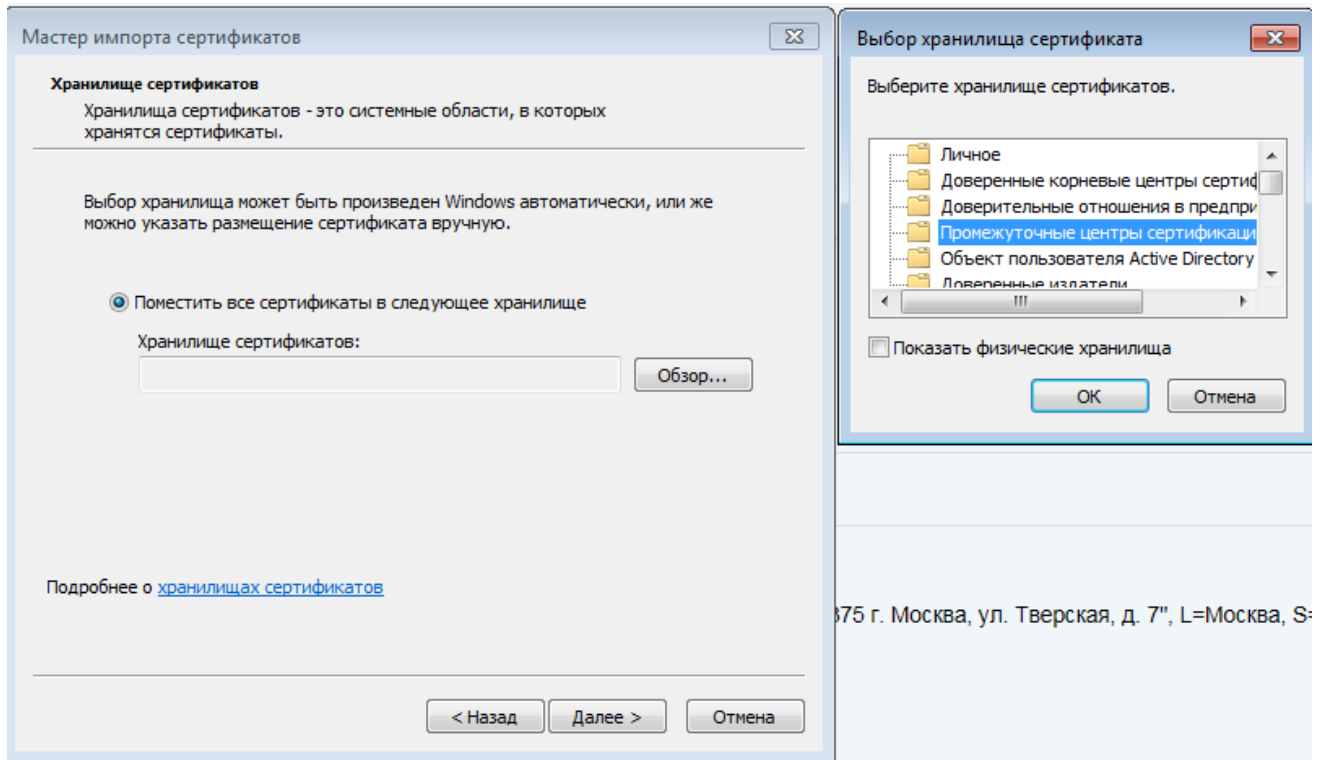 Мастер импорта сертификатов
Хранилище сертификатов
Хранилища сертификатов - это системные области, в которых
хранятся сертификаты.
Выбор хранилища может быть произведен Windows автоматически, или же
можно указать размещение сертификата вручную.
Поместить все сертификаты в следующее хранилище
Хранилище сертификатов:
Обзор...
Подробнее о хранилищах сертификатов
< Назад
Далее >
Отмена
Выбор хранилища сертификата
Выберите хранилище сертификатов.
Личное
Доверенные корневые центры сертиф
Доверительные отношения в предпри
Промежуточные центры сертификаци
Объект пользователя Active Directory
Доверенные издатели
Показать физические хранилища
ОК
Отмена
375 г. Москва, ул. Тверская, д. 7", L=Москва, S=